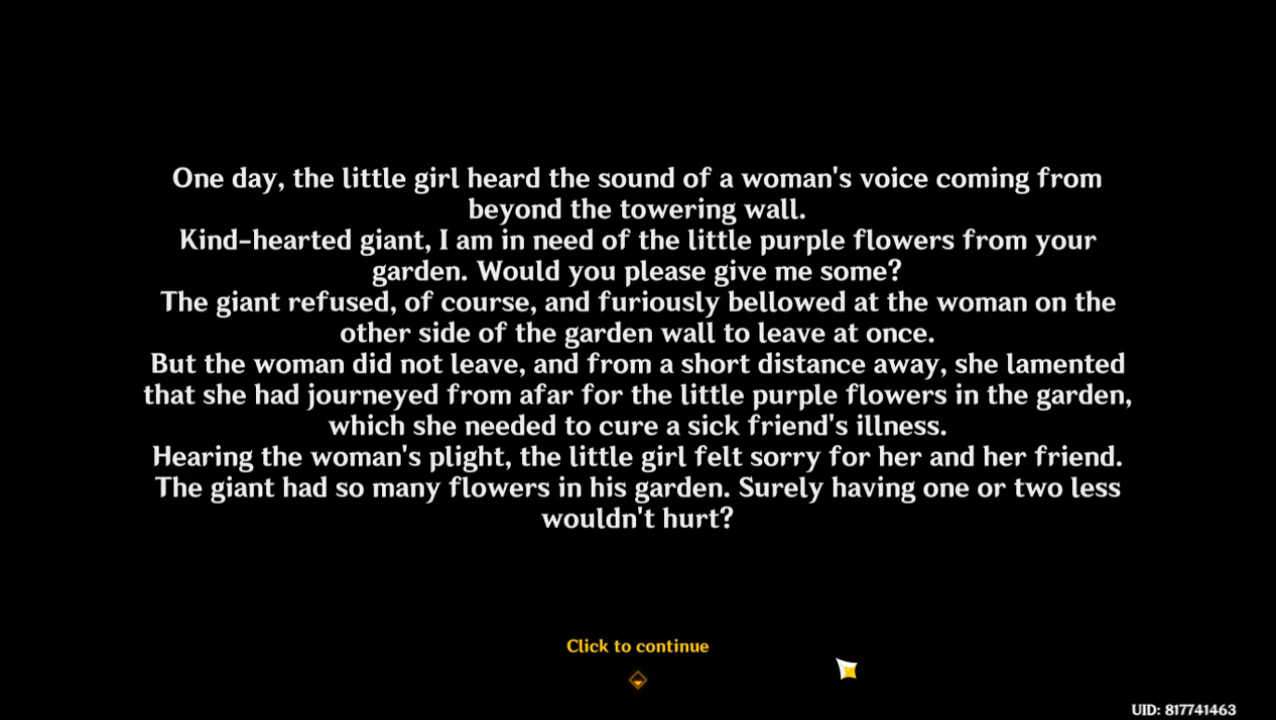 One day, the little girl heard the sound of a woman's voice coming from
beyond the towering wall.
Kind-hearted giant, I am in need of the little purple flowers from your
garden. Would you please give me some?
The giant refused, of course, and furiously bellowed at the woman on the
other side of the garden wall to leave at once.
But the woman did not leave, and from a short distance away, she lamented
that she had journeyed from afar for the little purple flowers in the garden,
which she needed to cure a sick friend's illness.
Hearing the woman's plight, the little girl felt sorry for her and her friend.
The giant had so many flowers in his garden. Surely having one or two less
wouldn't hurt?
Click to continue
UID: 817741463